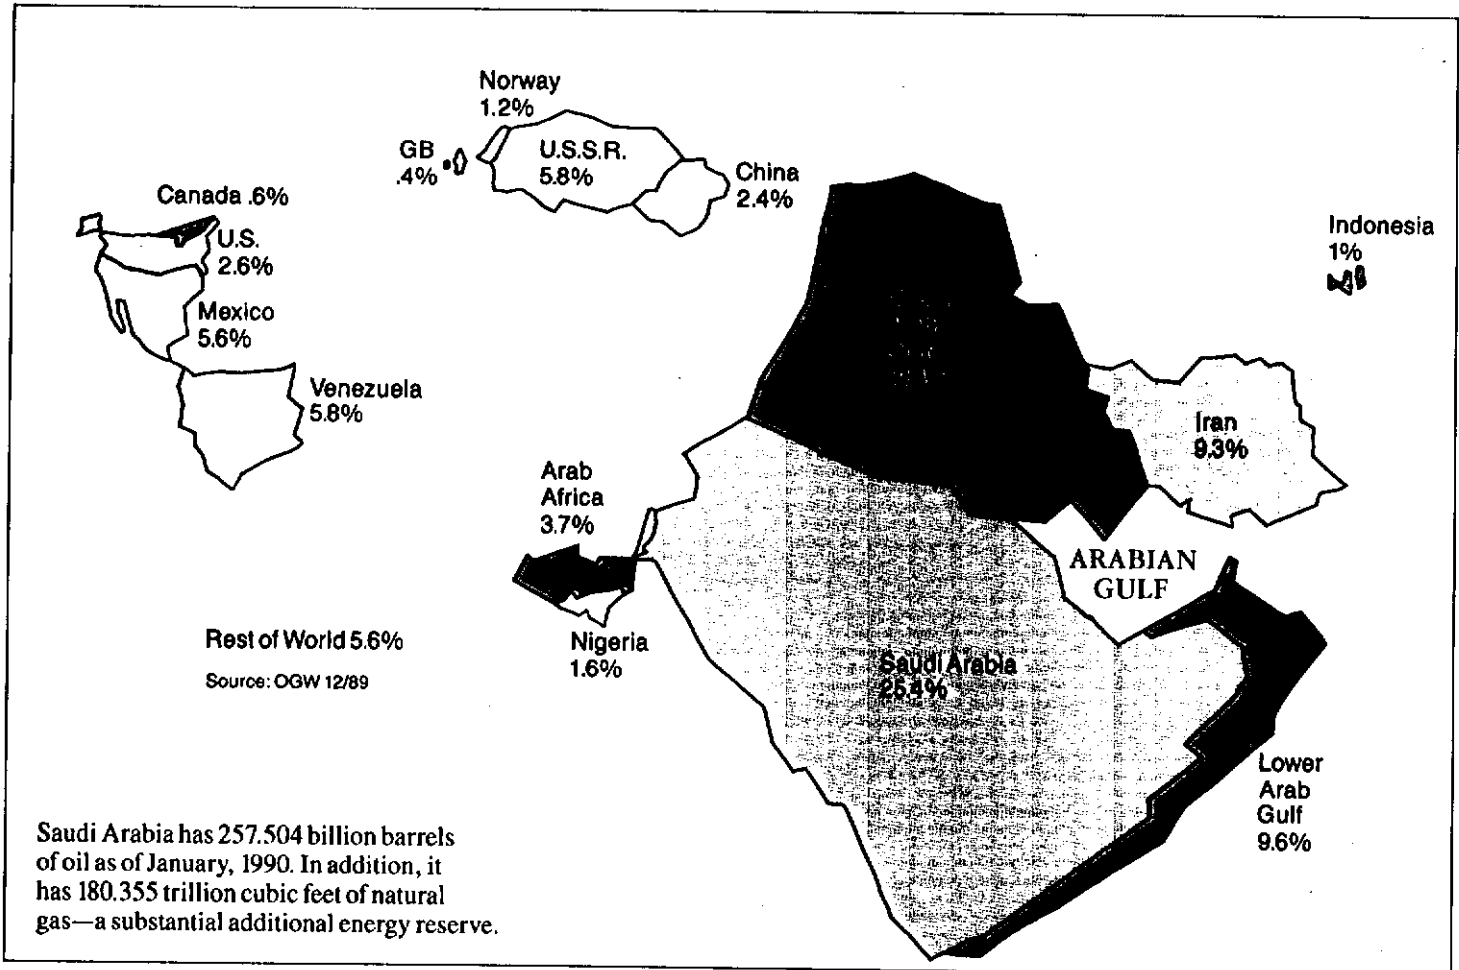 Norway
1.2%
GB
.4%
U.S.S.R.
5.8%
China
2.4%
Canada .6%
U.S.
2.6%
Mexico
5.6%
Venezuela
5.8%
Indonesia
1%
Iran
9.3%
Arab
Africa
3.7%
ARABIAN
GULF
Nigeria
1.6%
Rest of World 5.6%
Source: OGW 12/89
Saudi Arabia
25.4%
Lower
Arab
Gulf
9.6%
Saudi Arabia has 257.504 billion barrels
of oil as of January, 1990. In addition, it
has 180.355 trillion cubic feet of natural
gas—a substantial additional energy reserve.